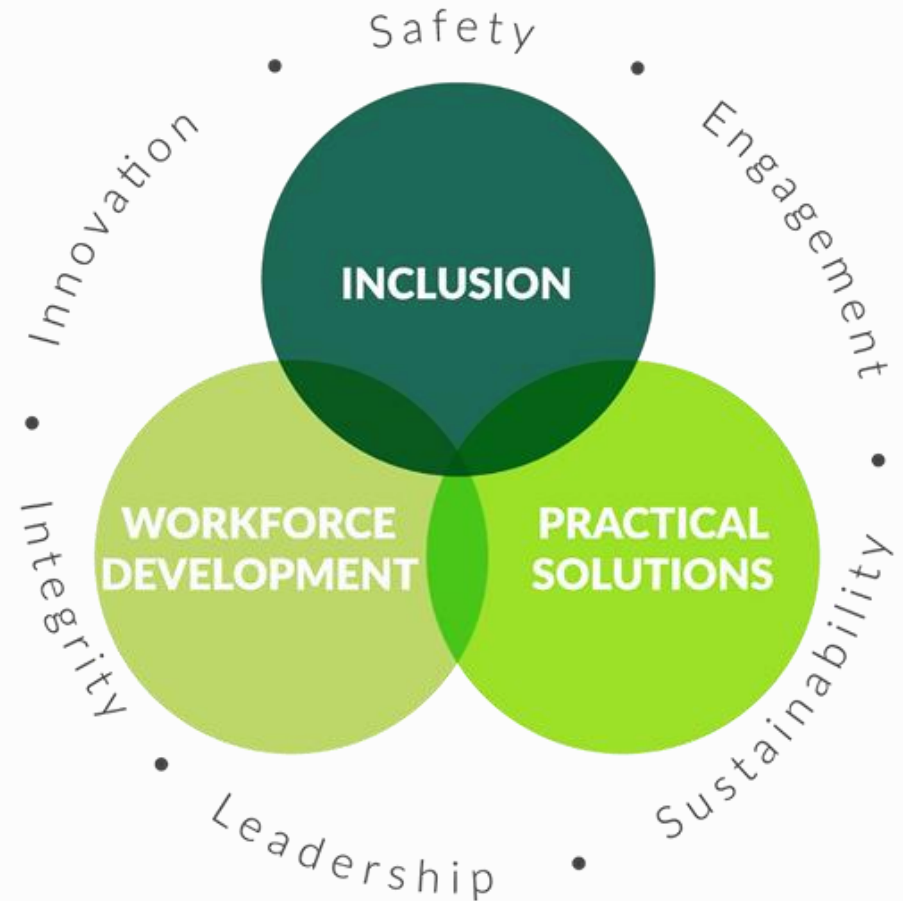 Safety
Engagement
Sustainability
Leadership
Integrity
Innovation
INCLUSION
WORKFORCE
DEVELOPMENT
PRACTICAL
SOLUTIONS